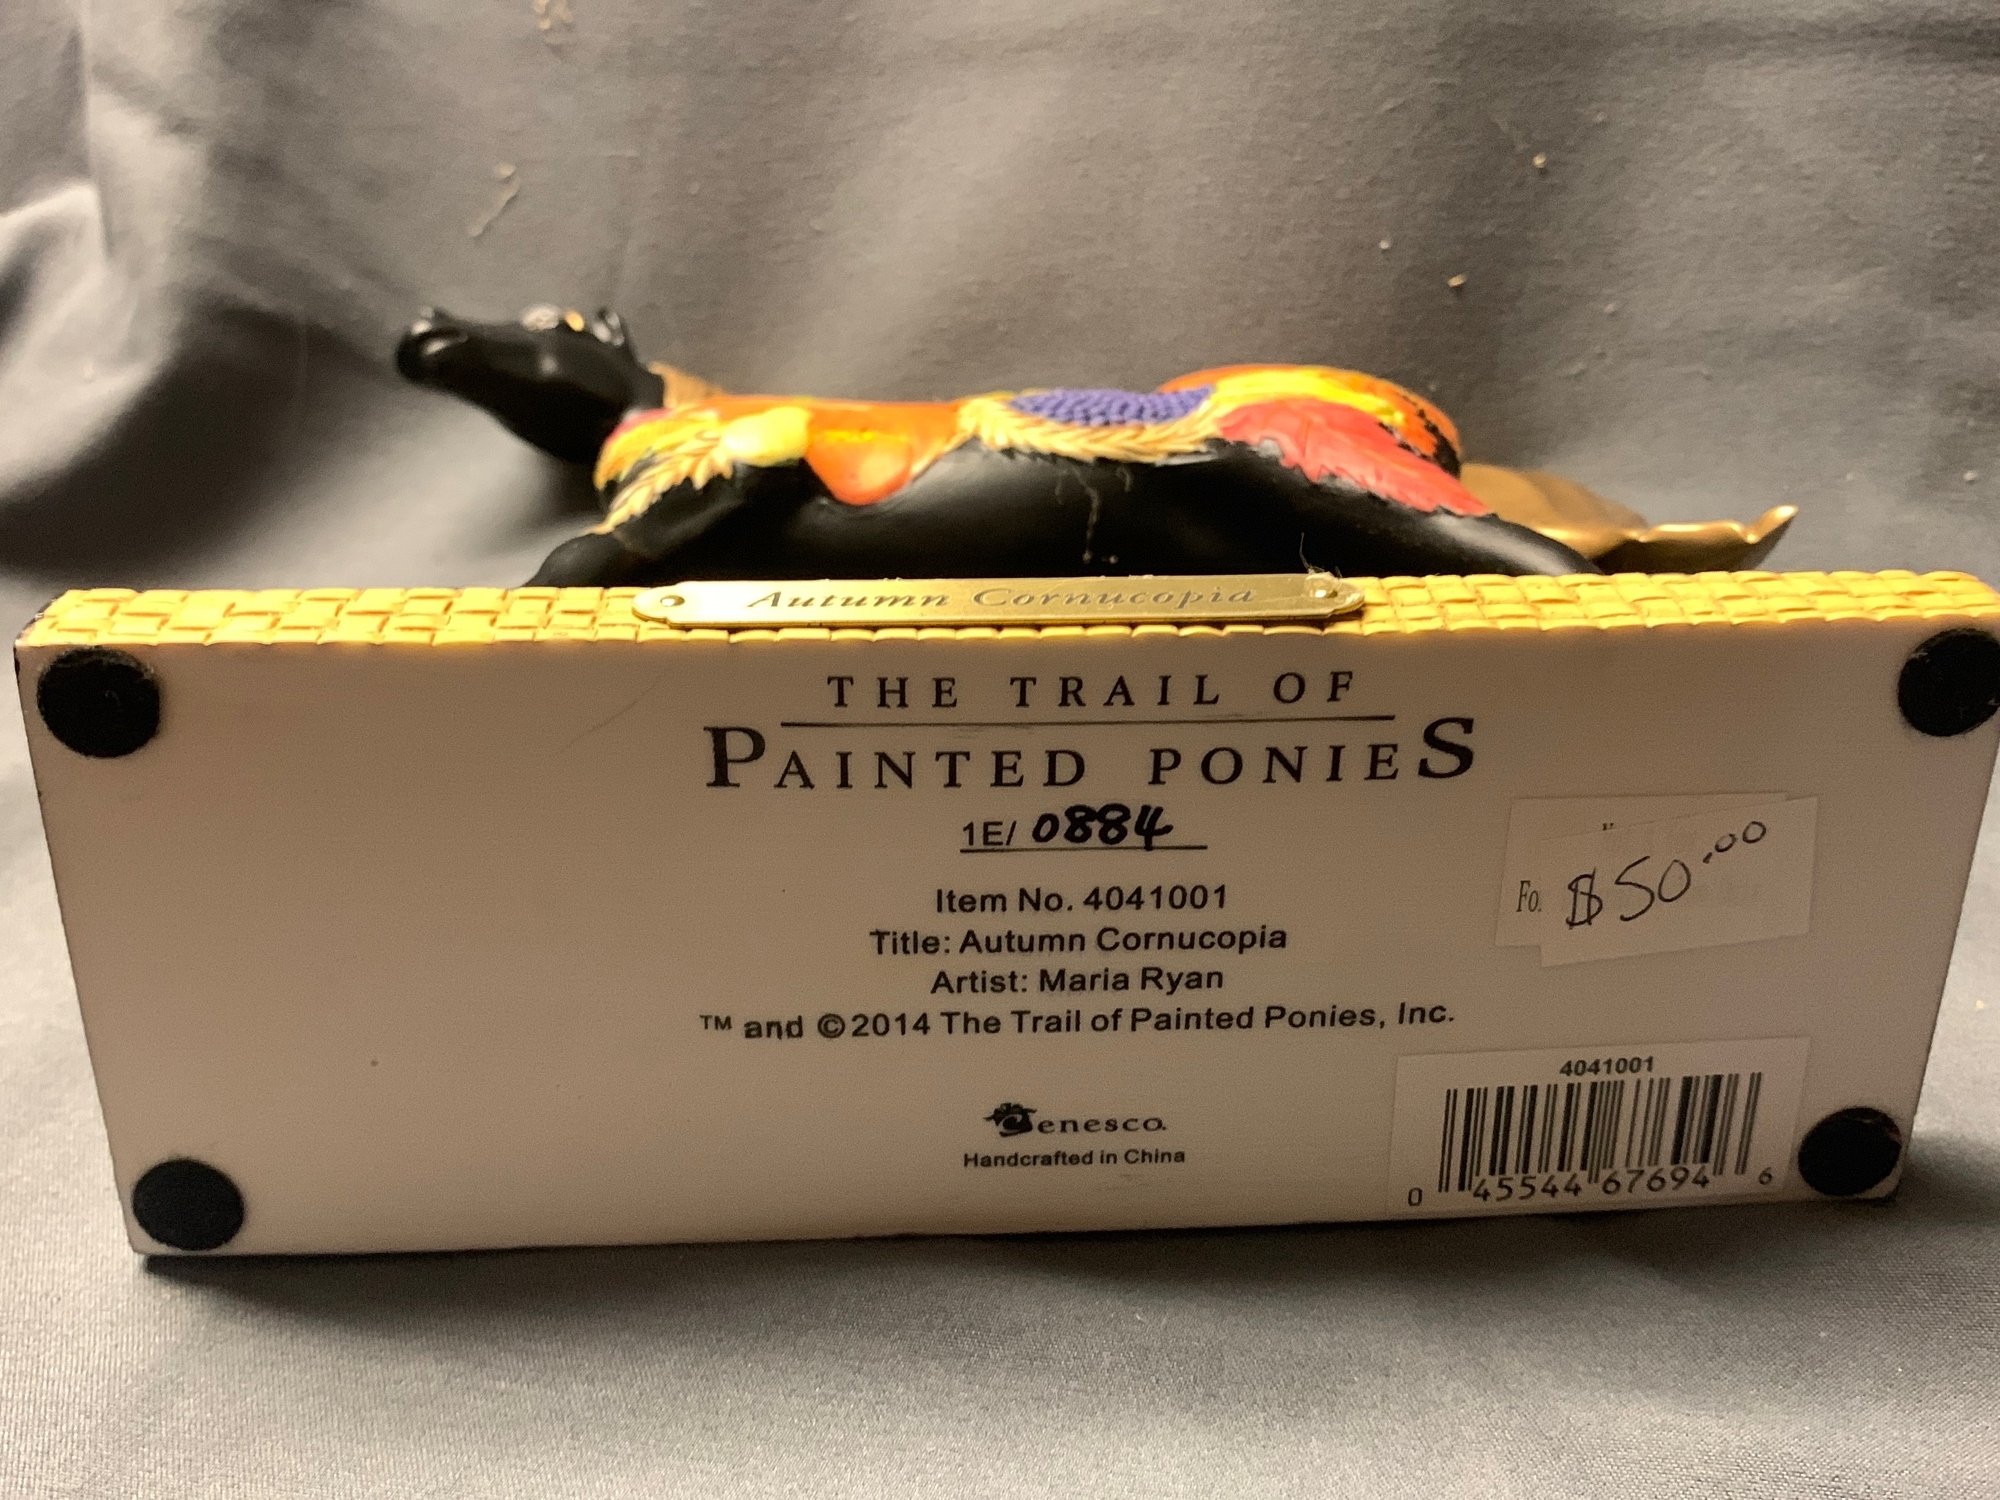 Autumn Cornucopia
THE TRAIL OF
PAINTED PONIES
1E/ 0884
Item No. 4041001
Title: Autumn Cornucopia
Artist: Maria Ryan
™ and ©2014 The Trail of Painted Ponies, Inc.
Fo. $50.00
Enesco.
Handcrafted in China
4041001
0 45544 67694 6